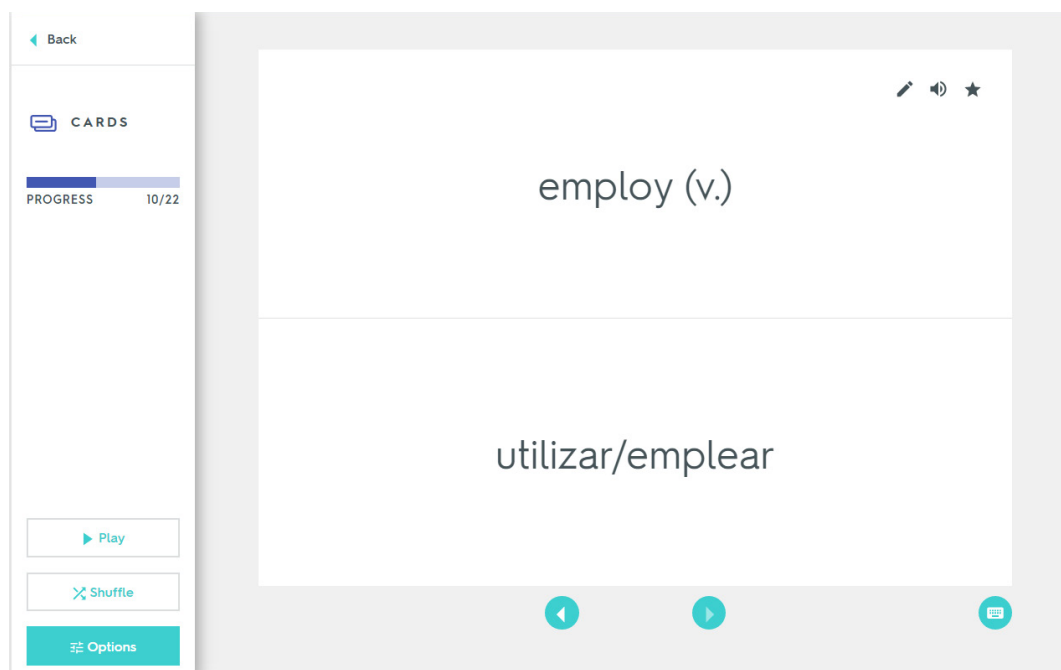 Back
CARDS
PROGRESS 10/22
employ (v.)
utilizar/emplear
Play
Shuffle
Options